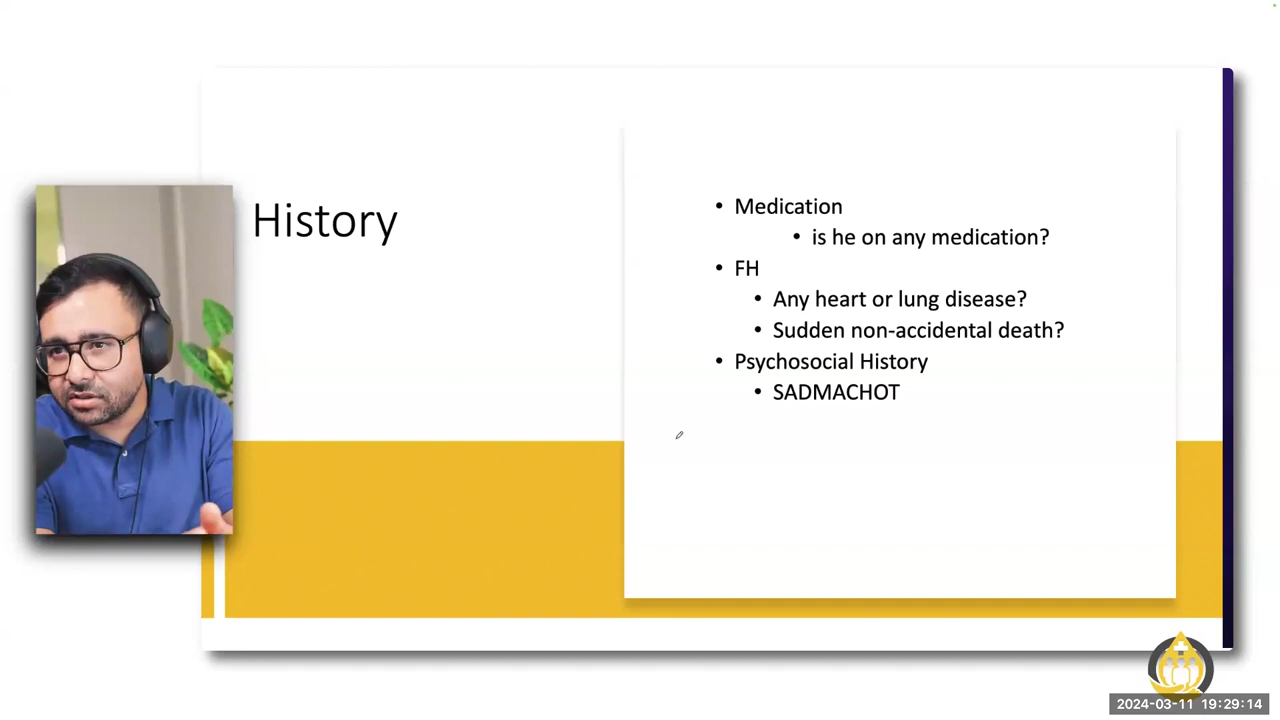 History
• Medication
• is he on any medication?
• FH
• Any heart or lung disease?
• Sudden non-accidental death?
• Psychosocial History
• SADMACHOT
2024-03-11 19:29:14